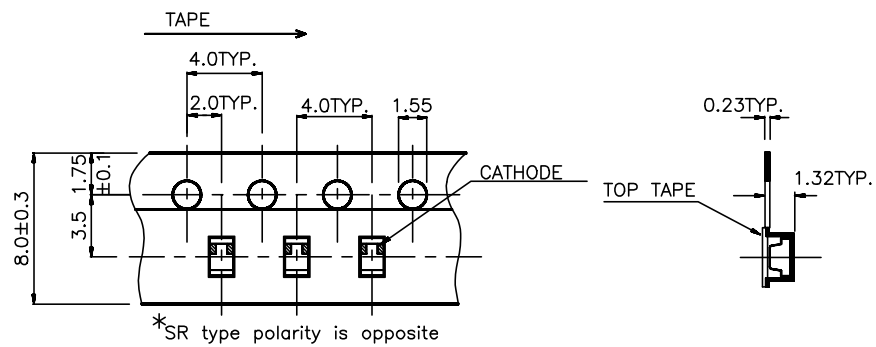 TAPE
4.0TYP.
2.0TYP.
4.0TYP.
1.55
0.23TYP.
8.0±0.3
1.75
±0.1
3.5
CATHODE
TOP TAPE
1.32TYP.
*SR type polarity is opposite